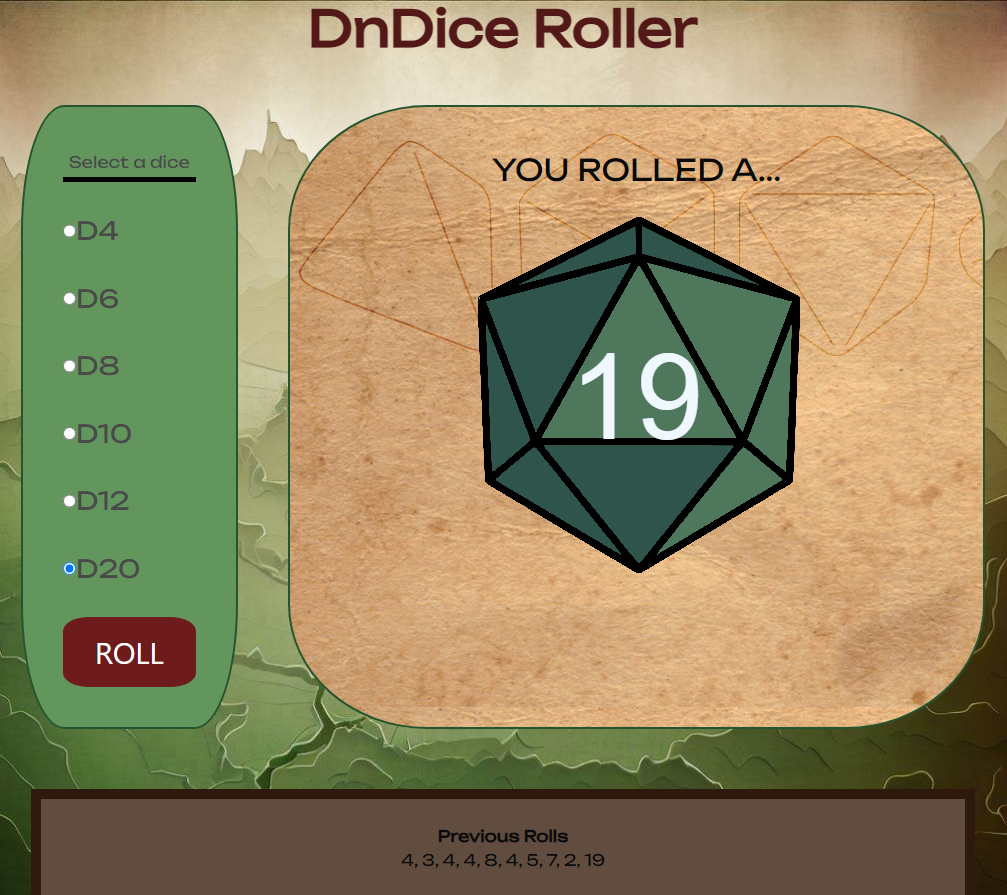 DnDice Roller
Select a dice
D4
D6
D8
D10
D12
D20
ROLL
YOU ROLLED A...
19
Previous Rolls
4, 3, 4, 4, 8, 4, 5, 7, 2, 19